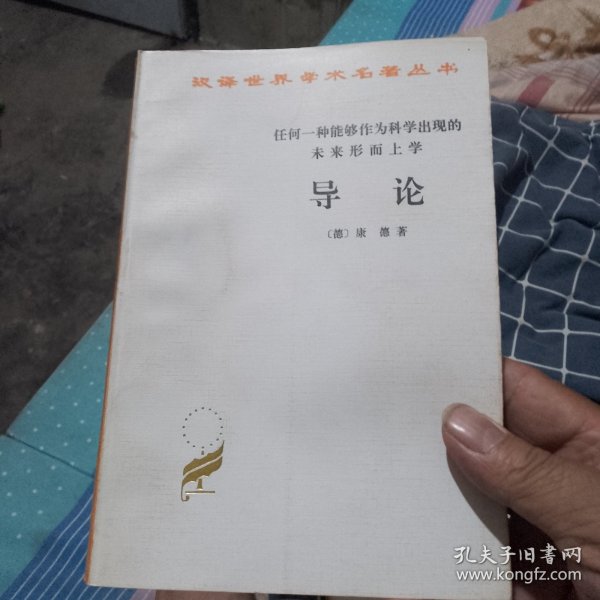 汉译世界学术名著丛书
任何一种能够作为科学出现的
未来形而上学
导论
〔德〕康德著
孔夫子旧书网
www.kongfz.com